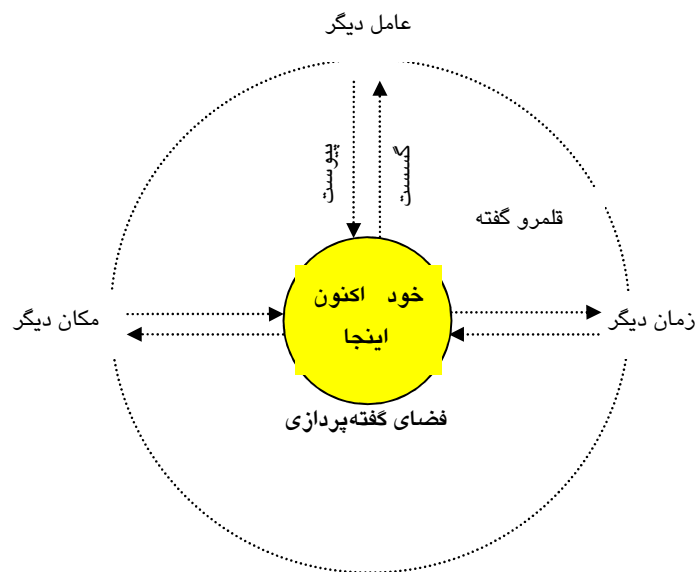 عامل دیگر
پیوست
گسست
قلمرو گفته
خود اکنون
اینجا
زمان دیگر
مکان دیگر
فضای گفته‌پردازی